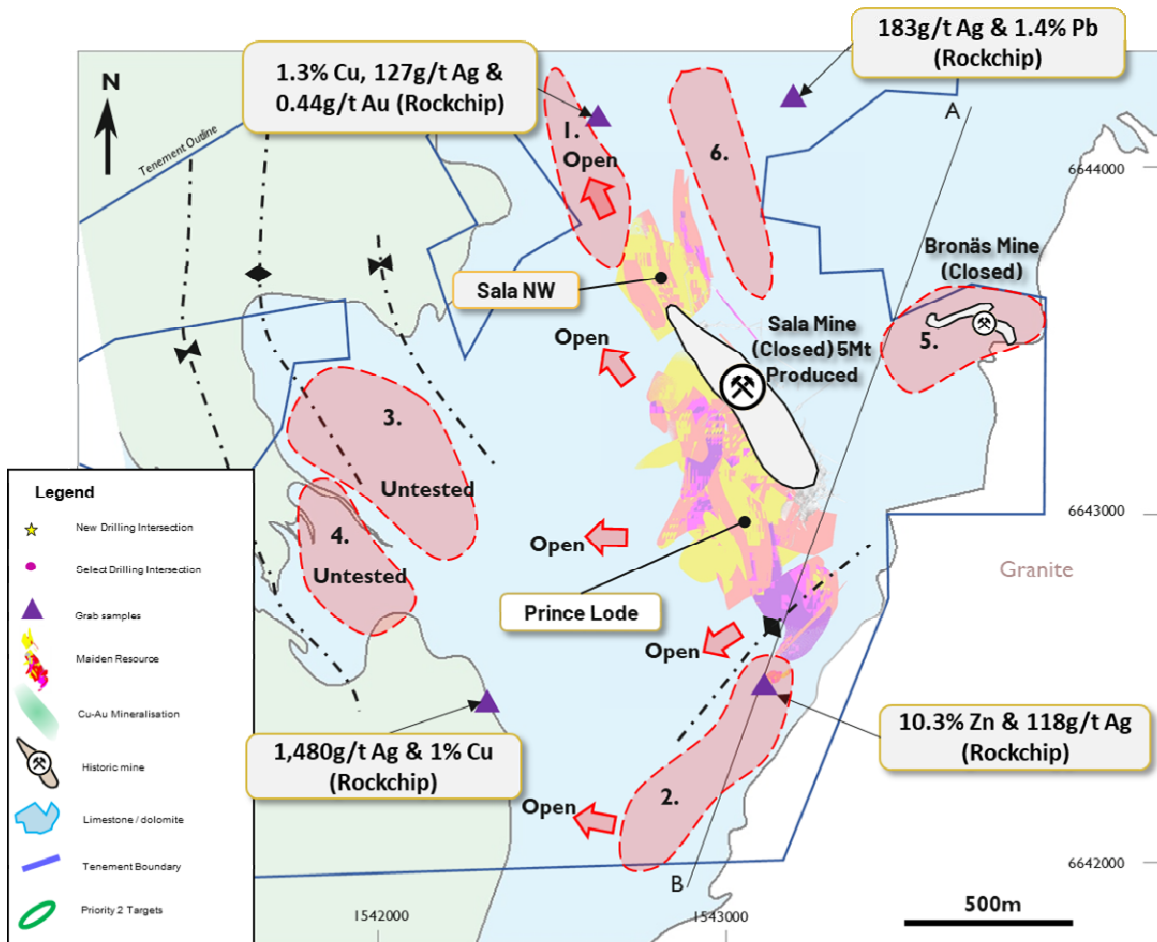 183g/t Ag & 1.4% Pb
(Rockchip)
1.3% Cu, 127g/t Ag &
0.44g/t Au (Rockchip)
N
A
Tenement Outline
1.
Open
6.
6644000
Bronäs Mine
(Closed)
Sala NW
Sala Mine
(Closed) 5Mt
Produced
Open
5.
3.
Untested
Legend
New Drilling Intersection
Select Drilling Intersection
Grab samples
Maiden Resource
Cu-Au Mineralisation
Historic mine
Limestone / dolomite
Tenement Boundary
Priority 2 Targets
4.
Untested
6643000
Open
Granite
Prince Lode
Open
1,480g/t Ag & 1% Cu
(Rockchip)
10.3% Zn & 118g/t Ag
(Rockchip)
2.
Open
6642000
B
1542000
1543000
500m